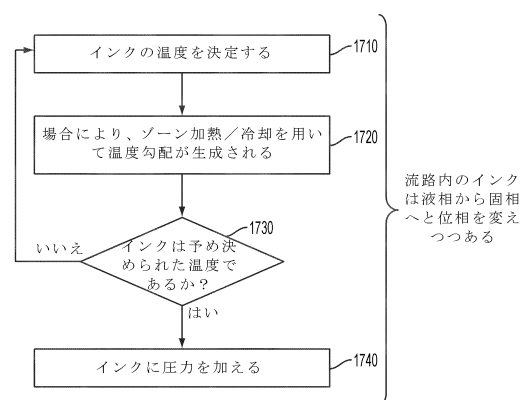 インクの温度を決定する
1710
場合により、ゾーン加熱／冷却を用い
て温度勾配が生成される
1720
流路内のインク
は液相から固相
へと位相を変え
つつある
1730
いいえ
インクは予め決
められた温度で
あるか？
はい
インクに圧力を加える
1740